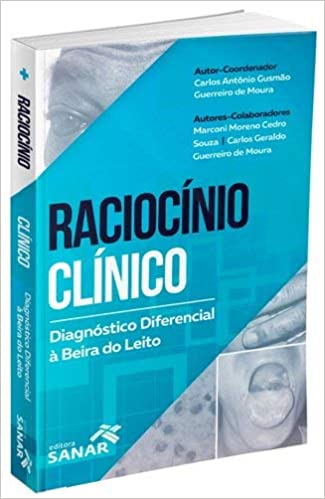 RACIOCÍNIO
CLÍNICO
Diagnóstico Diferencial
à Beira do Leito
SANAR
Autor-Coordenador
Carlos Antônio Gusmão
Guerreiro de Moura
Autores-Colaboradores
Marconi Moreno Cedro
Souza | Carlos Geraldo
Guerreiro de Moura
RACIOCÍNIO
CLÍNICO
Diagnóstico Diferencial
à Beira do Leito
editora
SANAR